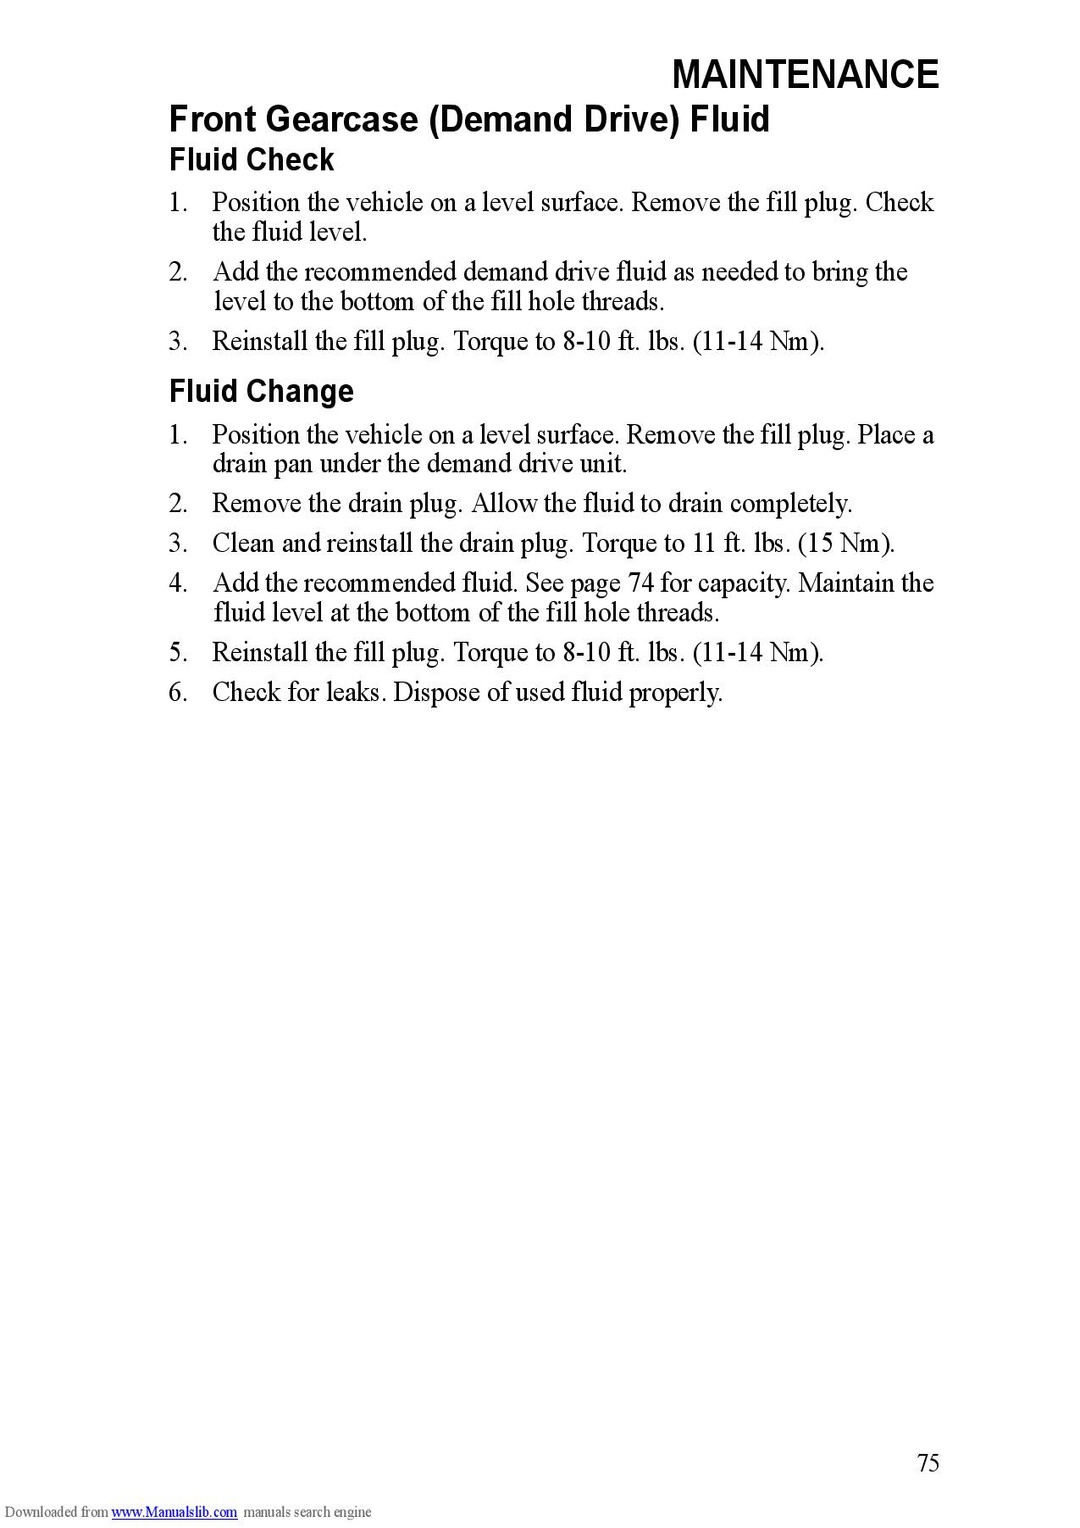 MAINTENANCE
Front Gearcase (Demand Drive) Fluid
Fluid Check
1. Position the vehicle on a level surface. Remove the fill plug. Check
the fluid level.
2. Add the recommended demand drive fluid as needed to bring the
level to the bottom of the fill hole threads.
3. Reinstall the fill plug. Torque to 8-10 ft. lbs. (11-14 Nm).
Fluid Change
1. Position the vehicle on a level surface. Remove the fill plug. Place a
drain pan under the demand drive unit.
2. Remove the drain plug. Allow the fluid to drain completely.
3. Clean and reinstall the drain plug. Torque to 11 ft. lbs. (15 Nm).
4. Add the recommended fluid. See page 74 for capacity. Maintain the
fluid level at the bottom of the fill hole threads.
5. Reinstall the fill plug. Torque to 8-10 ft. lbs. (11-14 Nm).
6. Check for leaks. Dispose of used fluid properly.
75
Downloaded from www.Manualslib.com manuals search engine